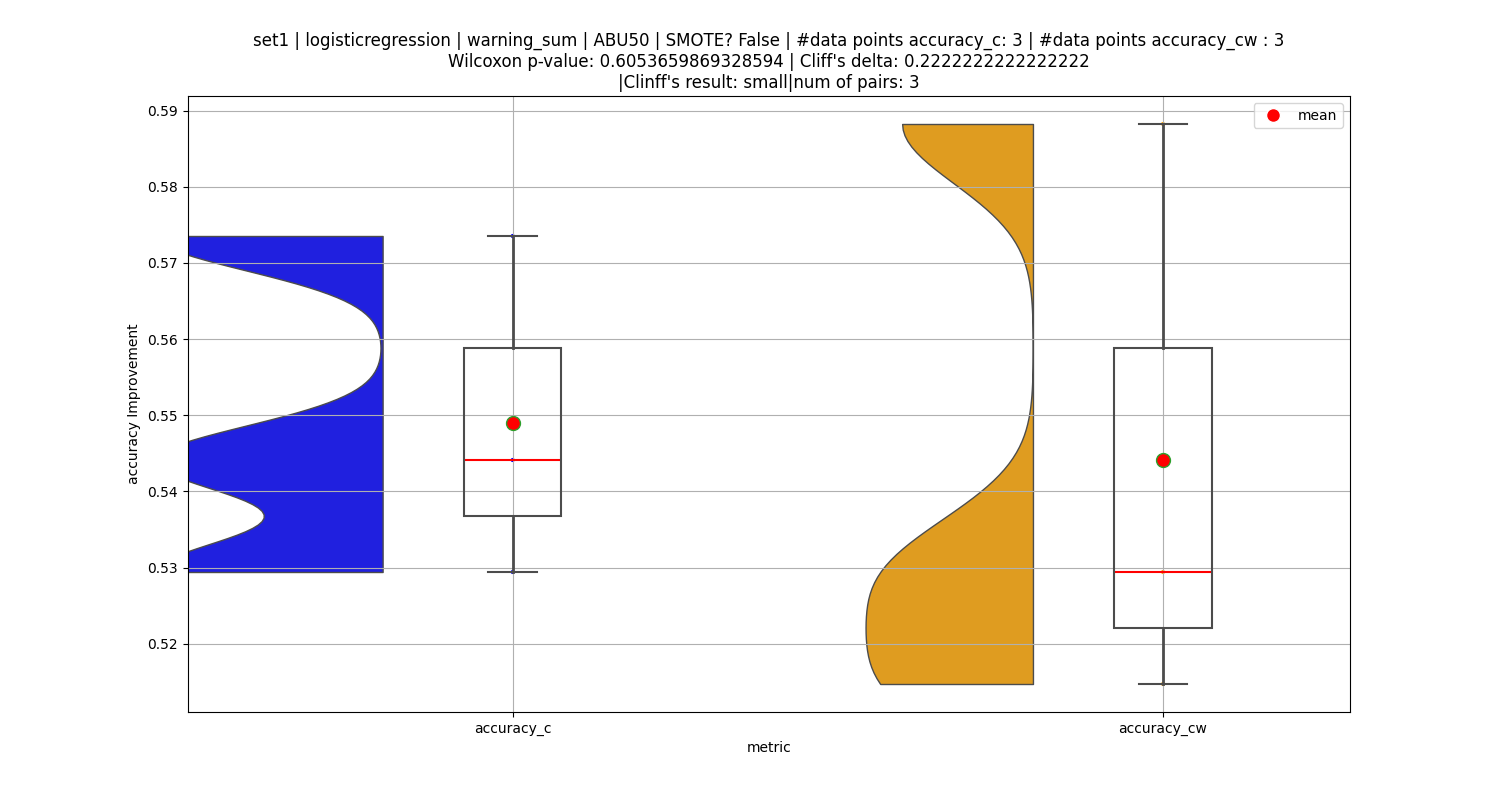 set1 | logisticregression | warning_sum | ABU50 | SMOTE? False | #data points accuracy_c: 3 | #data points accuracy_cw : 3
Wilcoxon p-value: 0.6053659869328594 | Cliff's delta: 0.2222222222222222
|Clinff's result: small|num of pairs: 3
mean
accuracy Improvement
0.59
0.58
0.57
0.56
0.55
0.54
0.53
0.52
accuracy_c
accuracy_cw
metric